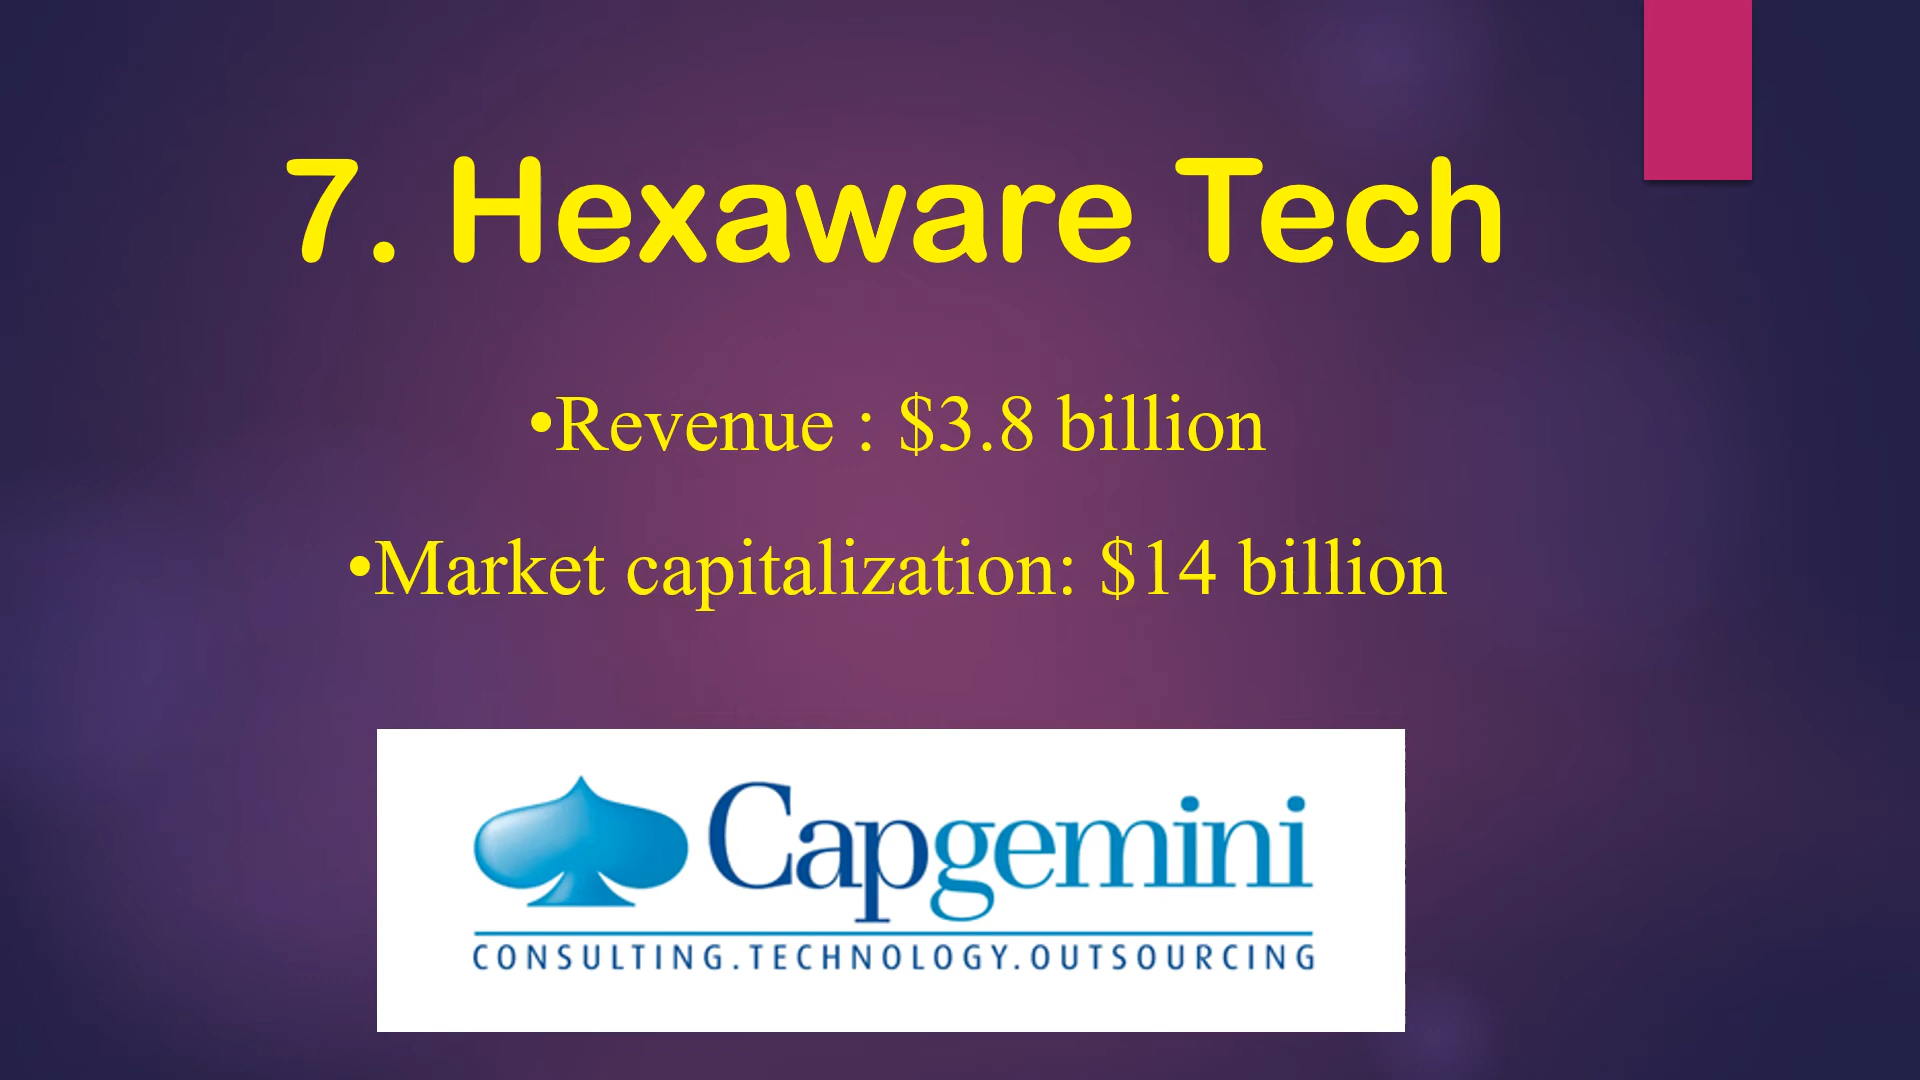 7. Hexaware Tech
•Revenue : $3.8 billion
•Market capitalization: $14 billion
Capgemini
CONSULTING.TECHNOLOGY.OUTSOURCING